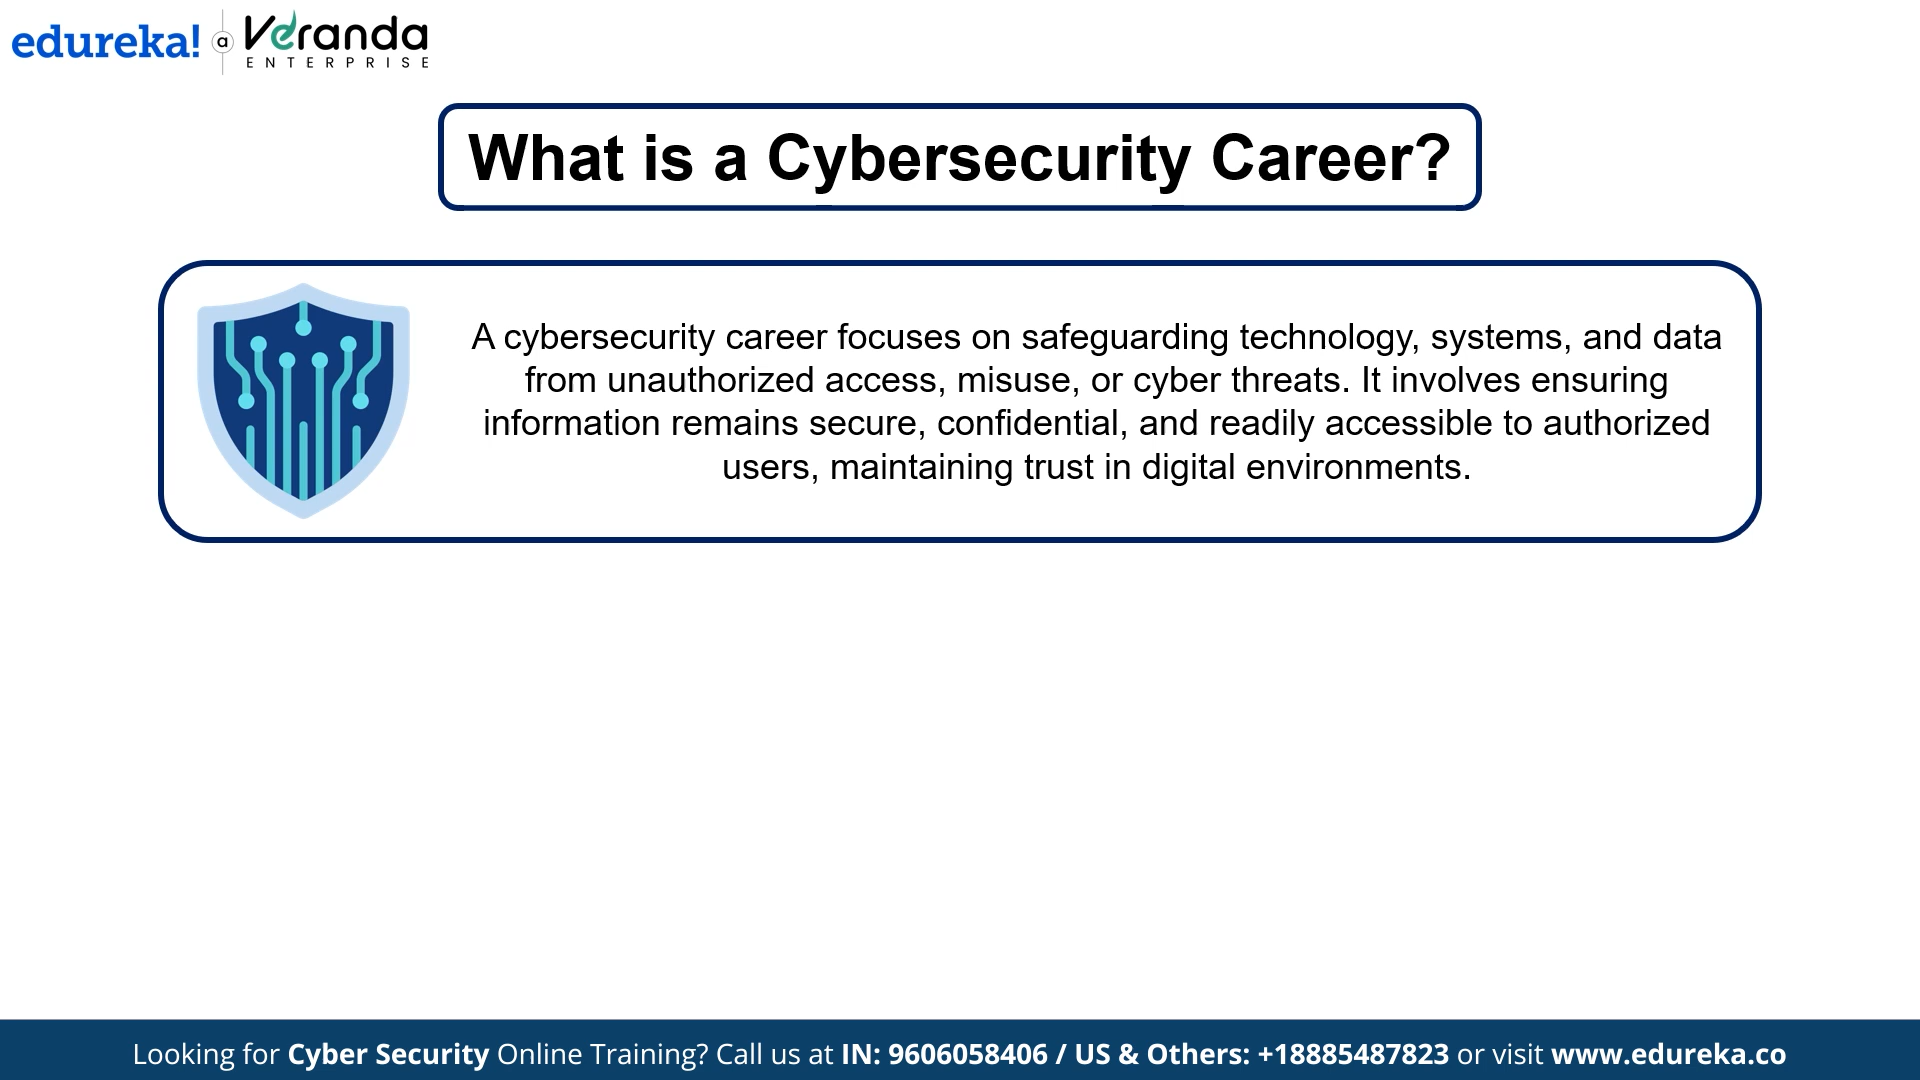 edureka! a Veranda
ENTERPRISE
What is a Cybersecurity Career?
A cybersecurity career focuses on safeguarding technology, systems, and data
from unauthorized access, misuse, or cyber threats. It involves ensuring
information remains secure, confidential, and readily accessible to authorized
users, maintaining trust in digital environments.
Looking for Cyber Security Online Training? Call us at IN: 9606058406 / US & Others: +18885487823 or visit www.edureka.co